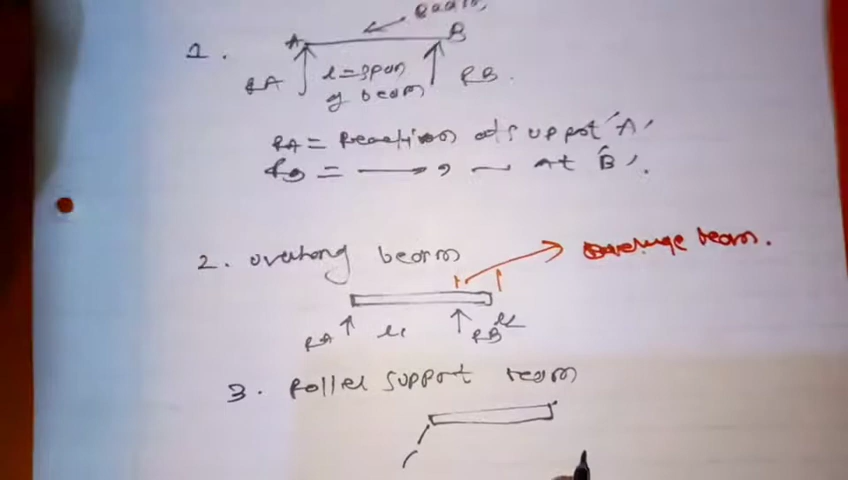 1. A B
RA l=span RB.
of beam
RA = Reaction at support 'A'
RB = —— " — at 'B'.
2. overhang beam
RA l1 RB
3. Roller support beam